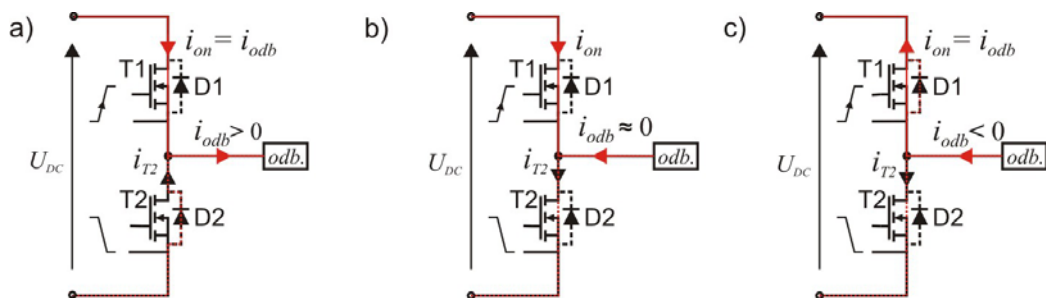 a)
i_on = i_odb
T1
D1
i_odb > 0
odb.
U_DC
i_T2
T2
D2
b)
i_on
T1
D1
i_odb ≈ 0
odb.
U_DC
i_T2
T2
D2
c)
i_on = i_odb
T1
D1
i_odb < 0
odb.
U_DC
i_T2
T2
D2